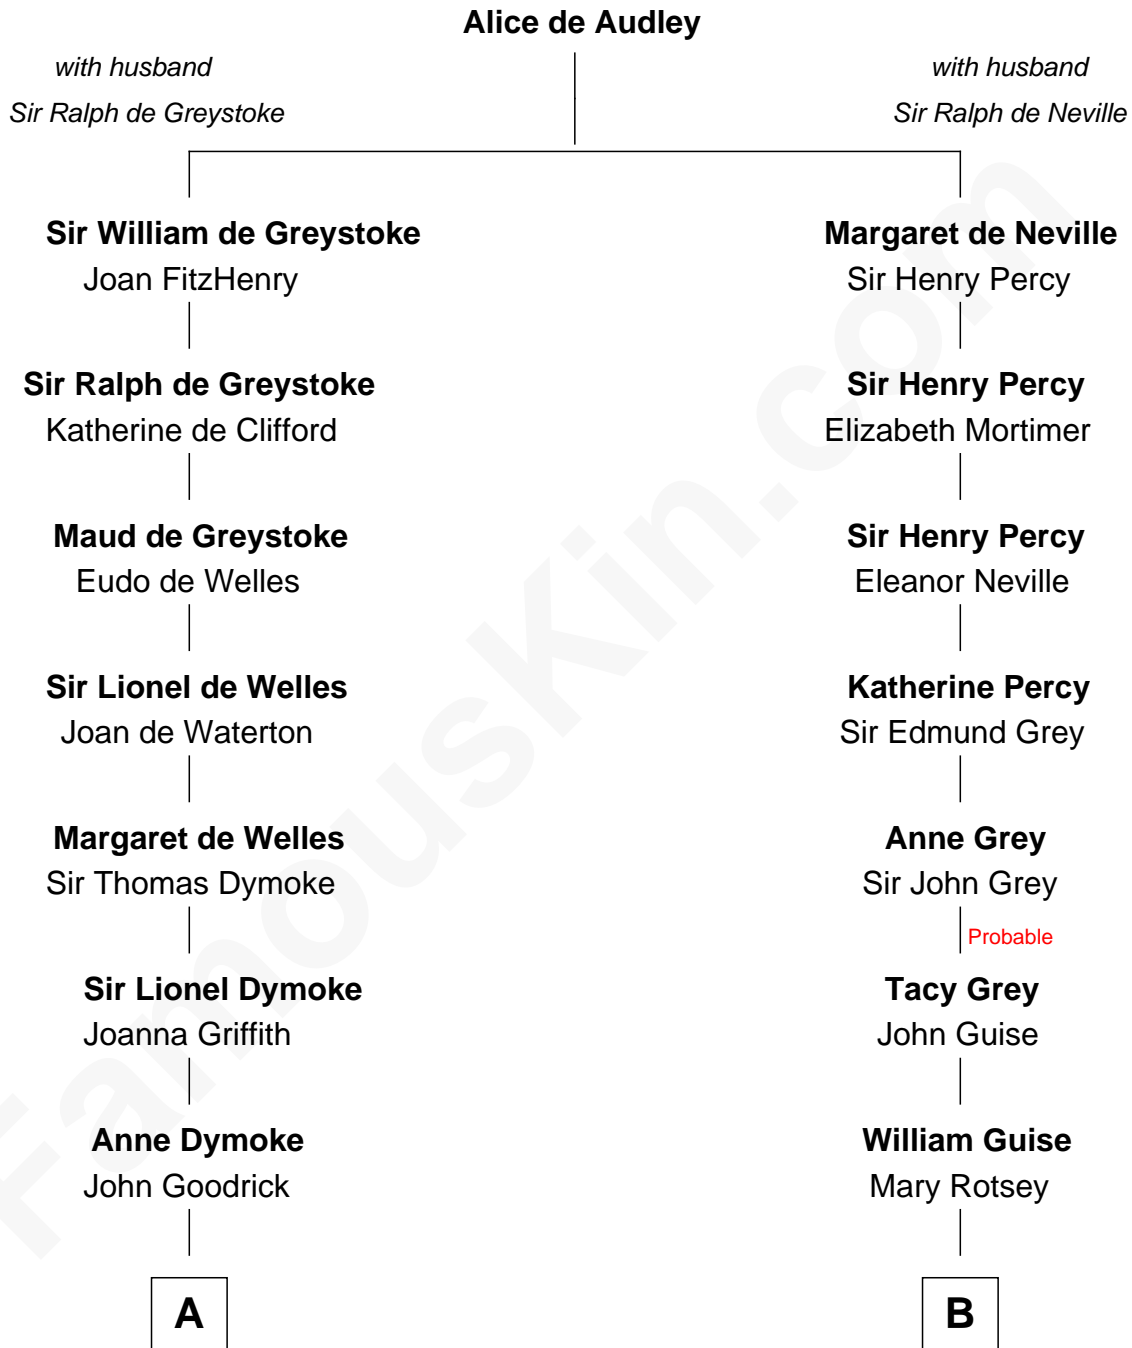 Alice de Audley
with husband
Sir Ralph de Greystoke
with husband
Sir Ralph de Neville
Sir William de Greystoke
Joan FitzHenry
Margaret de Neville
Sir Henry Percy
Sir Ralph de Greystoke
Katherine de Clifford
Sir Henry Percy
Elizabeth Mortimer
Maud de Greystoke
Eudo de Welles
Sir Henry Percy
Eleanor Neville
Sir Lionel de Welles
Joan de Waterton
Katherine Percy
Sir Edmund Grey
Margaret de Welles
Sir Thomas Dymoke
Anne Grey
Sir John Grey
Probable
Sir Lionel Dymoke
Joanna Griffith
Tacy Grey
John Guise
Anne Dymoke
John Goodrick
William Guise
Mary Rotsey
A
B
FamousKin.com